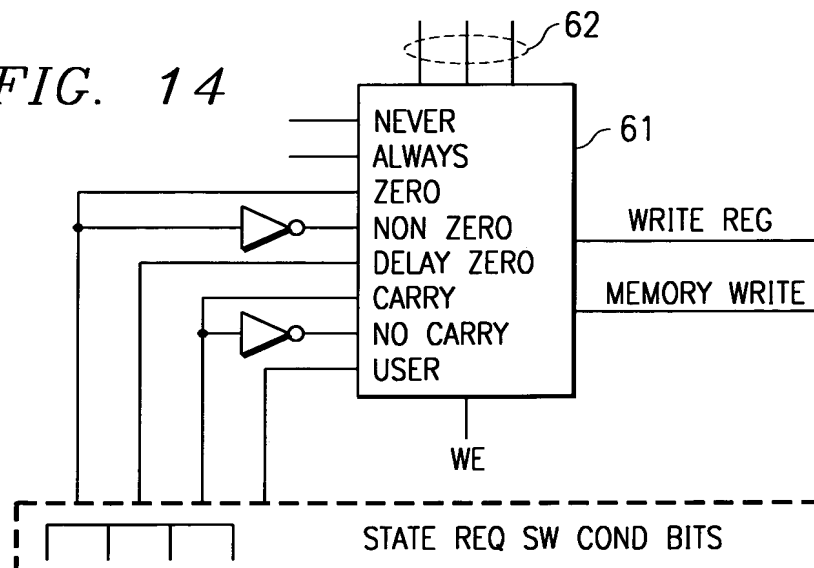 FIG. 14
62
NEVER
61
ALWAYS
ZERO
NON ZERO
WRITE REG
DELAY ZERO
CARRY
MEMORY WRITE
NO CARRY
USER
WE
STATE REQ SW COND BITS